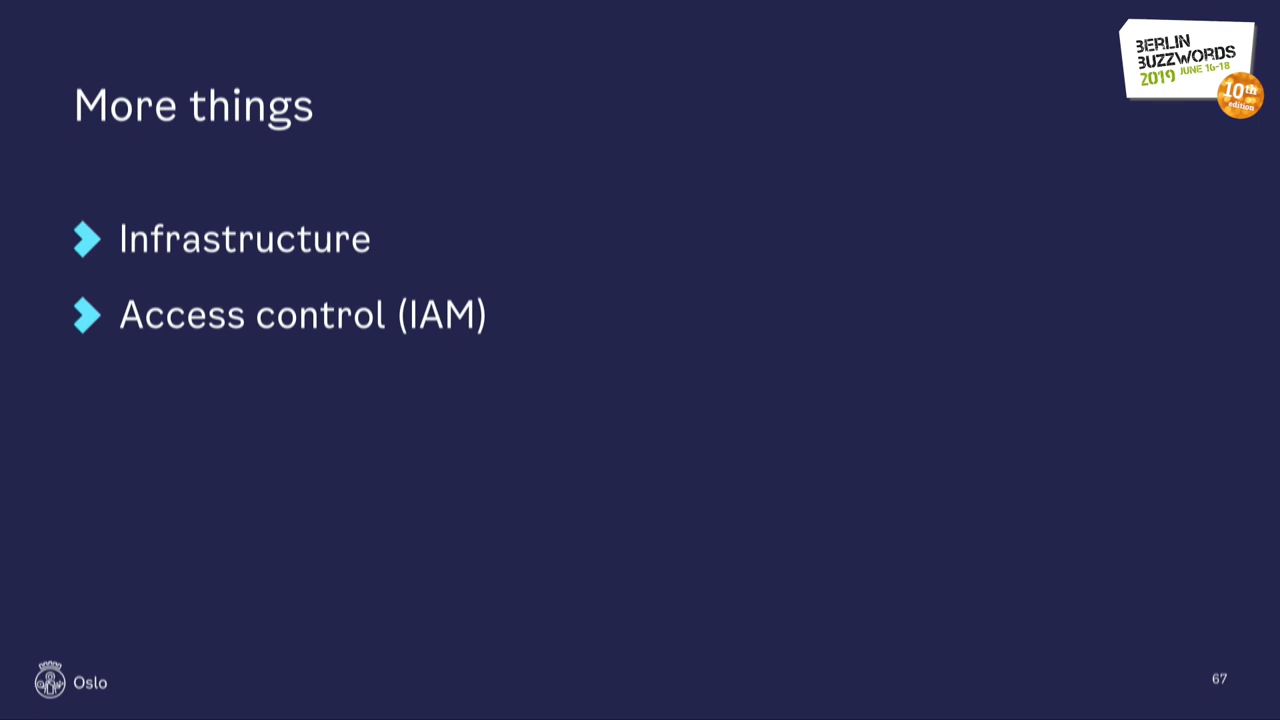 BERLIN
BUZZWORDS
2019 JUNE 16-18
10th
edition
More things
Infrastructure
Access control (IAM)
Oslo
67